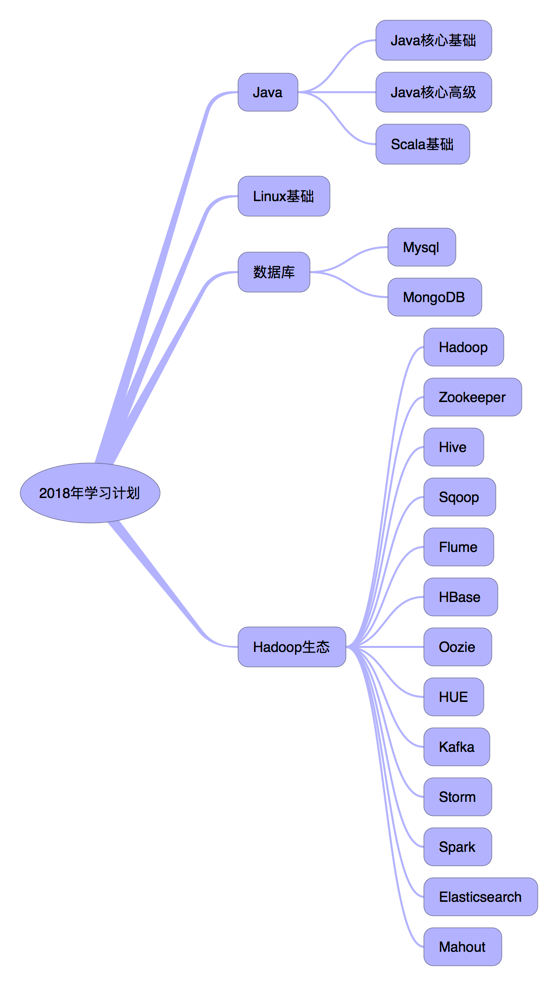 2018年学习计划
Java
Java核心基础
Java核心高级
Scala基础
Linux基础
数据库
Mysql
MongoDB
Hadoop生态
Hadoop
Zookeeper
Hive
Sqoop
Flume
HBase
Oozie
HUE
Kafka
Storm
Spark
Elasticsearch
Mahout